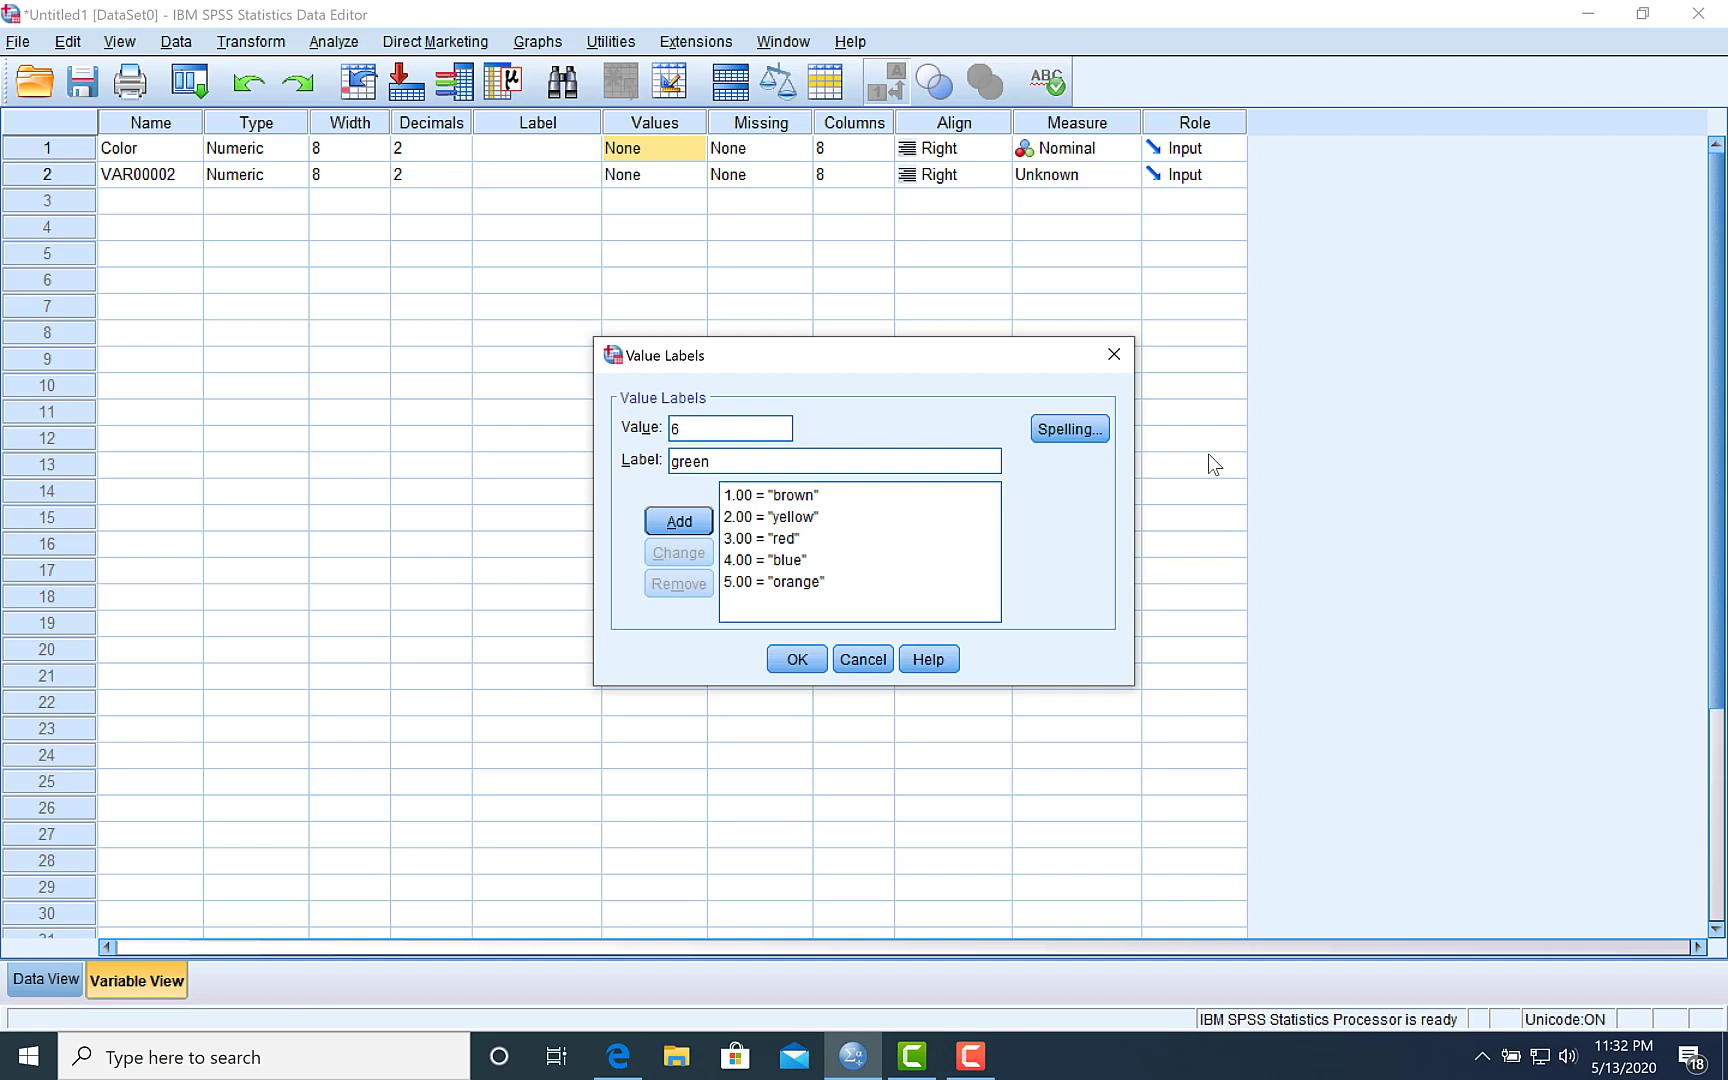 *Untitled1 [DataSet0] - IBM SPSS Statistics Data Editor
File Edit View Data Transform Analyze Direct Marketing Graphs Utilities Extensions Window Help
Name Type Width Decimals Label Values Missing Columns Align Measure Role
1 Color Numeric 8 2 None None 8 Right Nominal Input
2 VAR00002 Numeric 8 2 None None 8 Right Unknown Input
3
4
5
6
7
8
9
10
11
12
13
14
15
16
17
18
19
20
21
22
23
24
25
26
27
28
29
30
31
Value Labels
Value Labels
Value: 6
Spelling...
Label: green
1.00 = "brown"
2.00 = "yellow"
3.00 = "red"
4.00 = "blue"
5.00 = "orange"
Add
Change
Remove
OK Cancel Help
Data View Variable View
IBM SPSS Statistics Processor is ready Unicode:ON
Type here to search
11:32 PM
5/13/2020
18